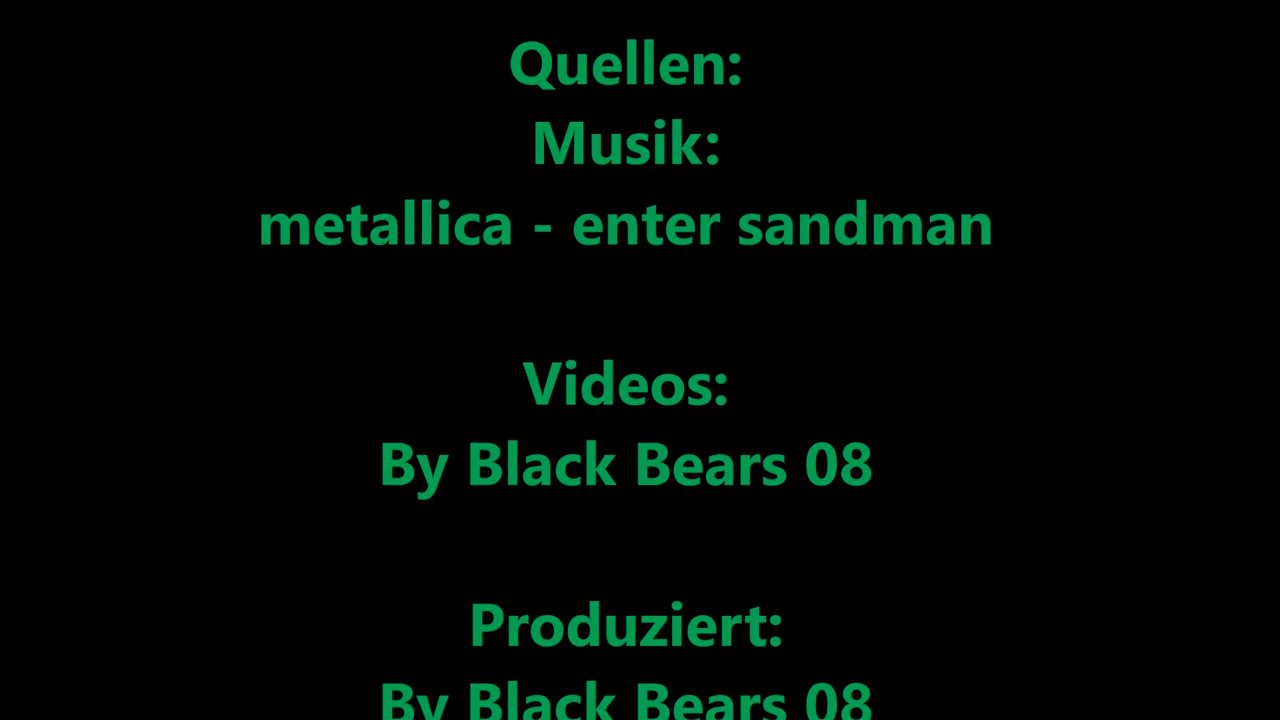 Quellen:
Musik:
metallica - enter sandman
Videos:
By Black Bears 08
Produziert:
By Black Bears 08